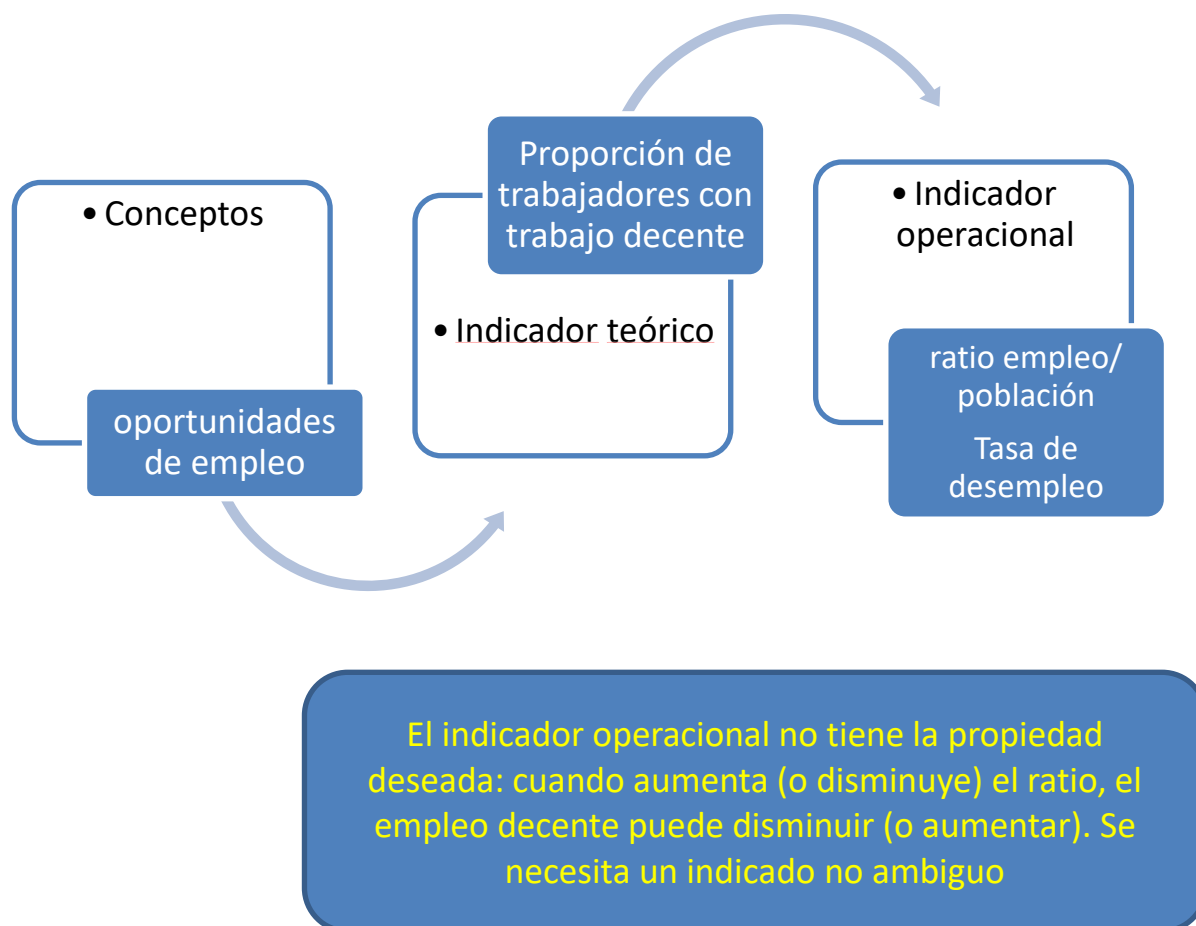 • Conceptos
oportunidades
de empleo
Proporción de
trabajadores con
trabajo decente
• Indicador teórico
• Indicador
operacional
ratio empleo/
población
Tasa de
desempleo
El indicador operacional no tiene la propiedad
deseada: cuando aumenta (o disminuye) el ratio, el
empleo decente puede disminuir (o aumentar). Se
necesita un indicado no ambiguo